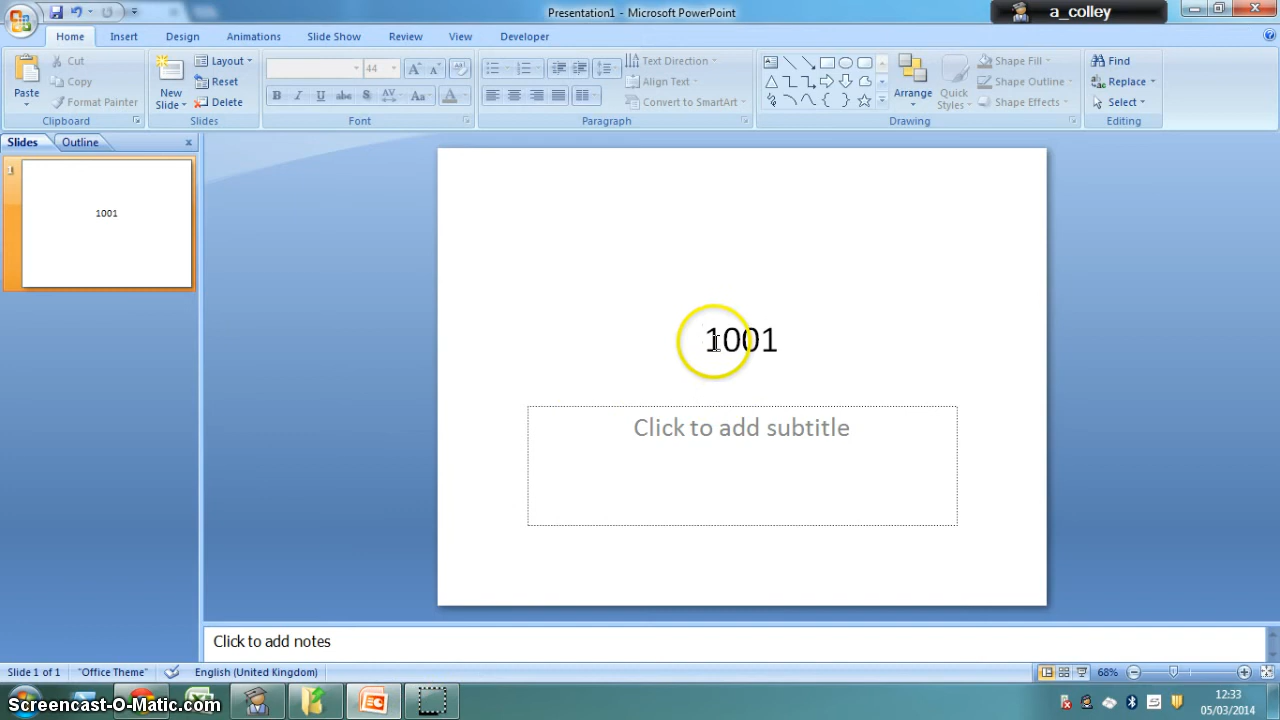 Presentation1 - Microsoft PowerPoint
a_colley
Home Insert Design Animations Slide Show Review View Developer
Paste
Cut
Copy
Format Painter
Clipboard
New Slide
Layout
Reset
Delete
Slides
44
B I U abc S AV Aa A
Font
Text Direction
Align Text
Convert to SmartArt
Paragraph
Arrange
Quick Styles
Shape Fill
Shape Outline
Shape Effects
Drawing
Find
Replace
Select
Editing
Slides Outline
1
1001
1001
Click to add subtitle
Click to add notes
Slide 1 of 1 "Office Theme" English (United Kingdom) 68%
Screencast-O-Matic.com
12:33
05/03/2014